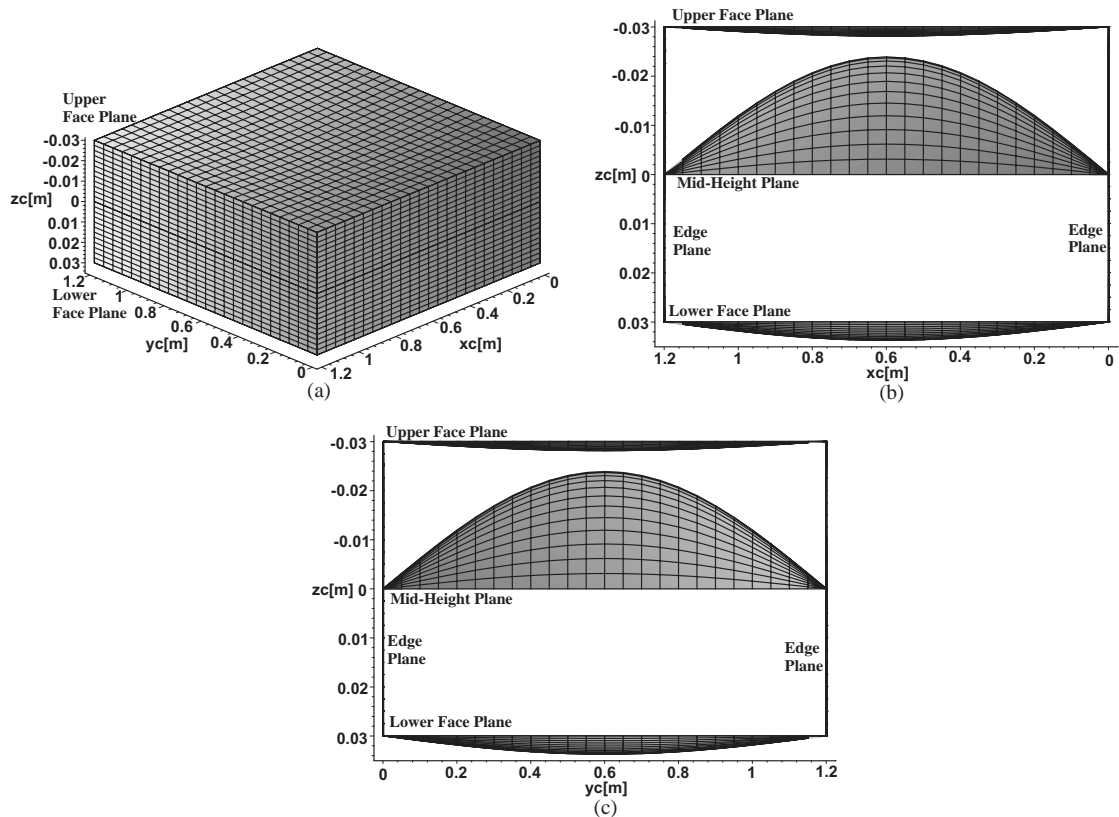 Upper
Face Plane
-0.03
-0.02
-0.01
zc[m] 0
0.01
0.02
0.03
Lower
Face Plane
1.2
1
0.8
0.6
0.4
0.2
0
yc[m]
1.2
1
0.8
0.6
0.4
0.2
0
xc[m]
(a)
Upper Face Plane
-0.03
-0.02
-0.01
zc[m] 0
0.01
0.02
0.03
Mid-Height Plane
Edge
Plane
Edge
Plane
Lower Face Plane
1.2 1 0.8 0.6 0.4 0.2 0
xc[m]
(b)
Upper Face Plane
-0.03
-0.02
-0.01
zc[m] 0
0.01
0.02
0.03
Mid-Height Plane
Edge
Plane
Edge
Plane
Lower Face Plane
0 0.2 0.4 0.6 0.8 1 1.2
yc[m]
(c)